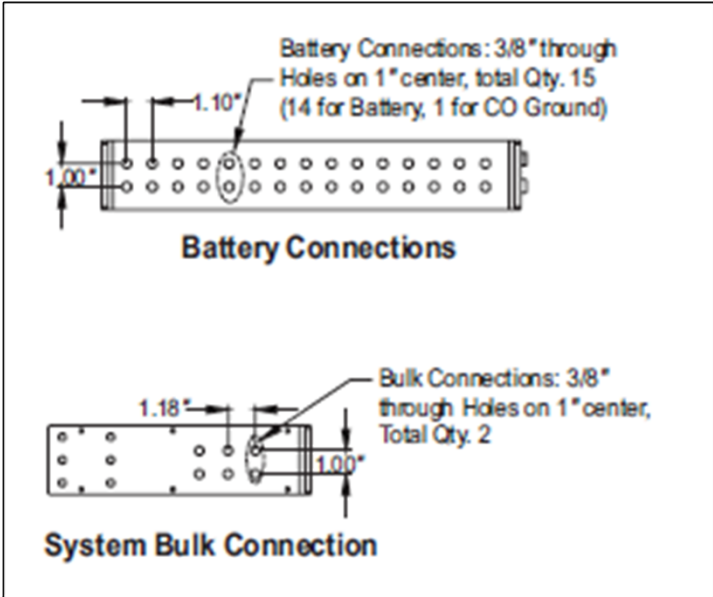 Battery Connections: 3/8" through
Holes on 1" center, total Qty. 15
(14 for Battery, 1 for CO Ground)
1.10"
1.00"
Battery Connections
Bulk Connections: 3/8"
through Holes on 1" center,
Total Qty. 2
1.18"
1.00"
System Bulk Connection